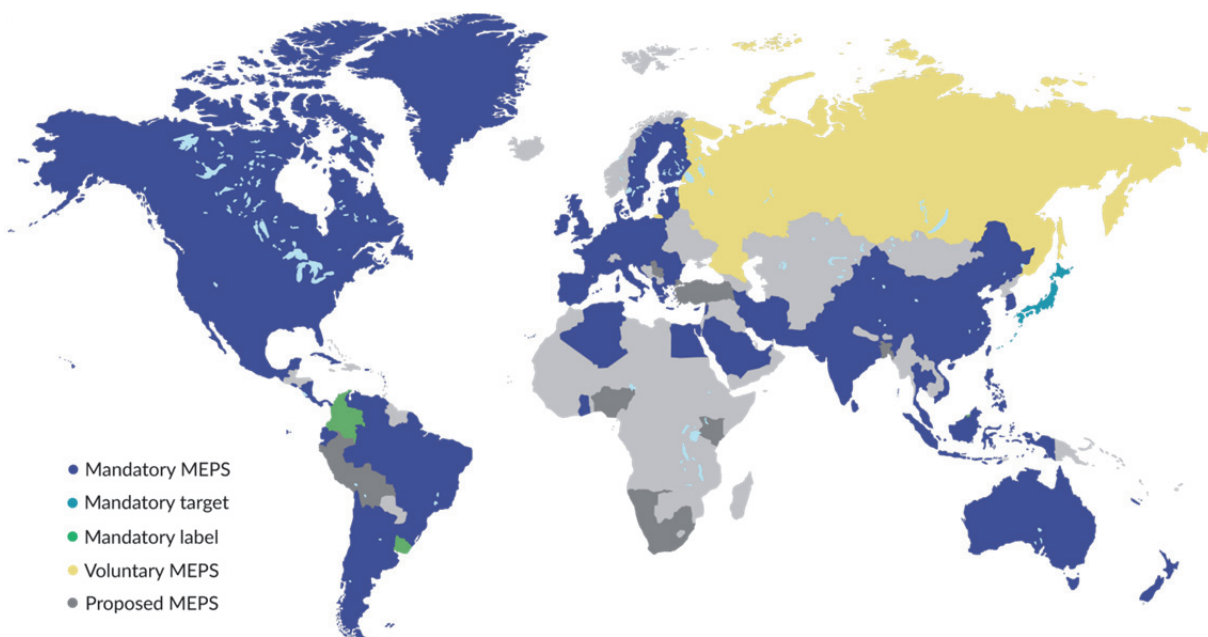 Mandatory MEPS
Mandatory target
Mandatory label
Voluntary MEPS
Proposed MEPS